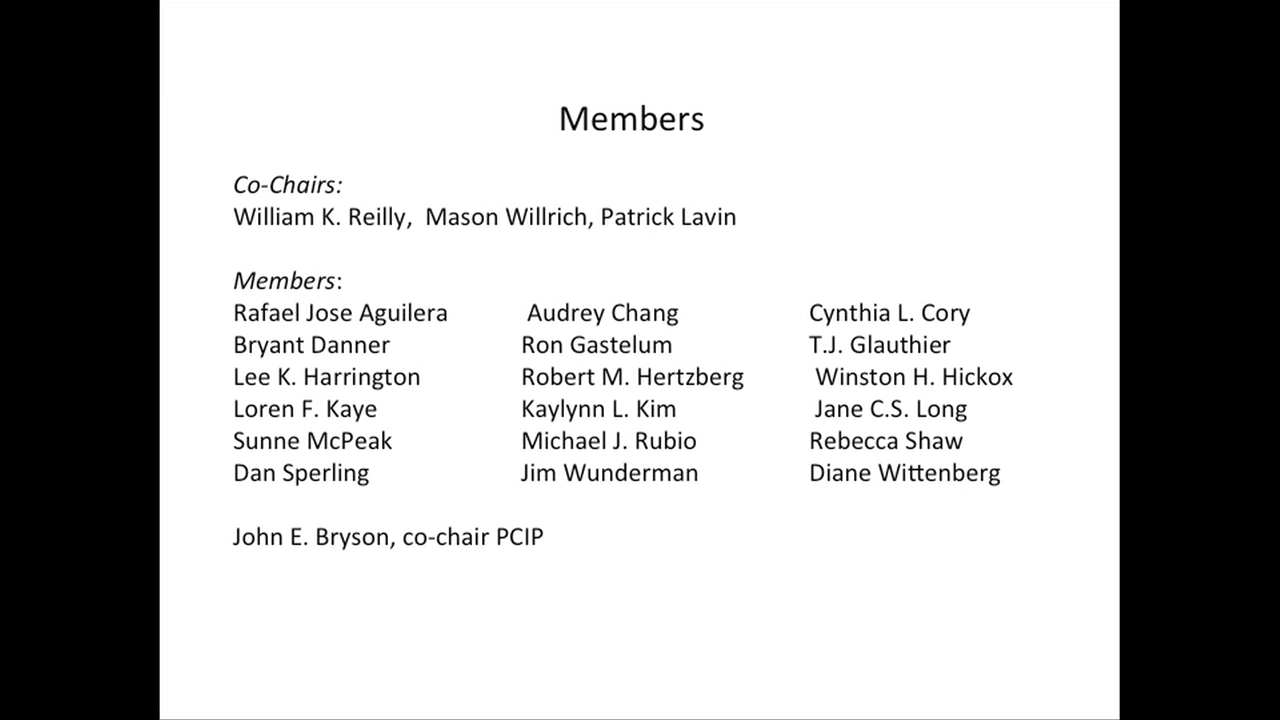 Members
Co-Chairs:
William K. Reilly, Mason Willrich, Patrick Lavin
Members:
Rafael Jose Aguilera Audrey Chang Cynthia L. Cory
Bryant Danner Ron Gastelum T.J. Glauthier
Lee K. Harrington Robert M. Hertzberg Winston H. Hickox
Loren F. Kaye Kaylynn L. Kim Jane C.S. Long
Sunne McPeak Michael J. Rubio Rebecca Shaw
Dan Sperling Jim Wunderman Diane Wittenberg
John E. Bryson, co-chair PCIP